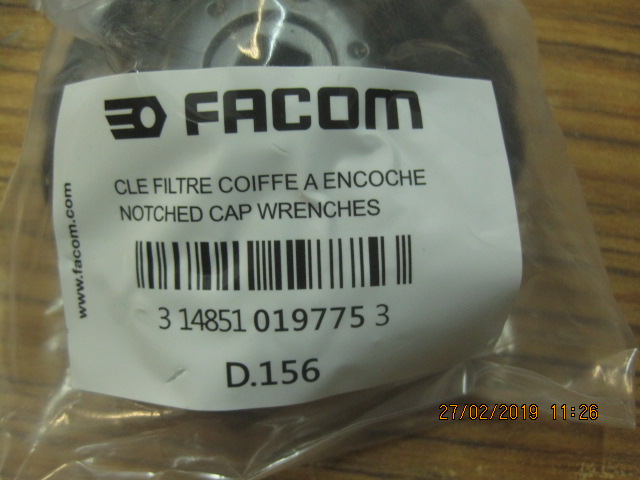 FACOM
CLE FILTRE COIFFE A ENCOCHE
NOTCHED CAP WRENCHES
www.facom.com
3 14851 019775 3
D.156
27/02/2019 11:26